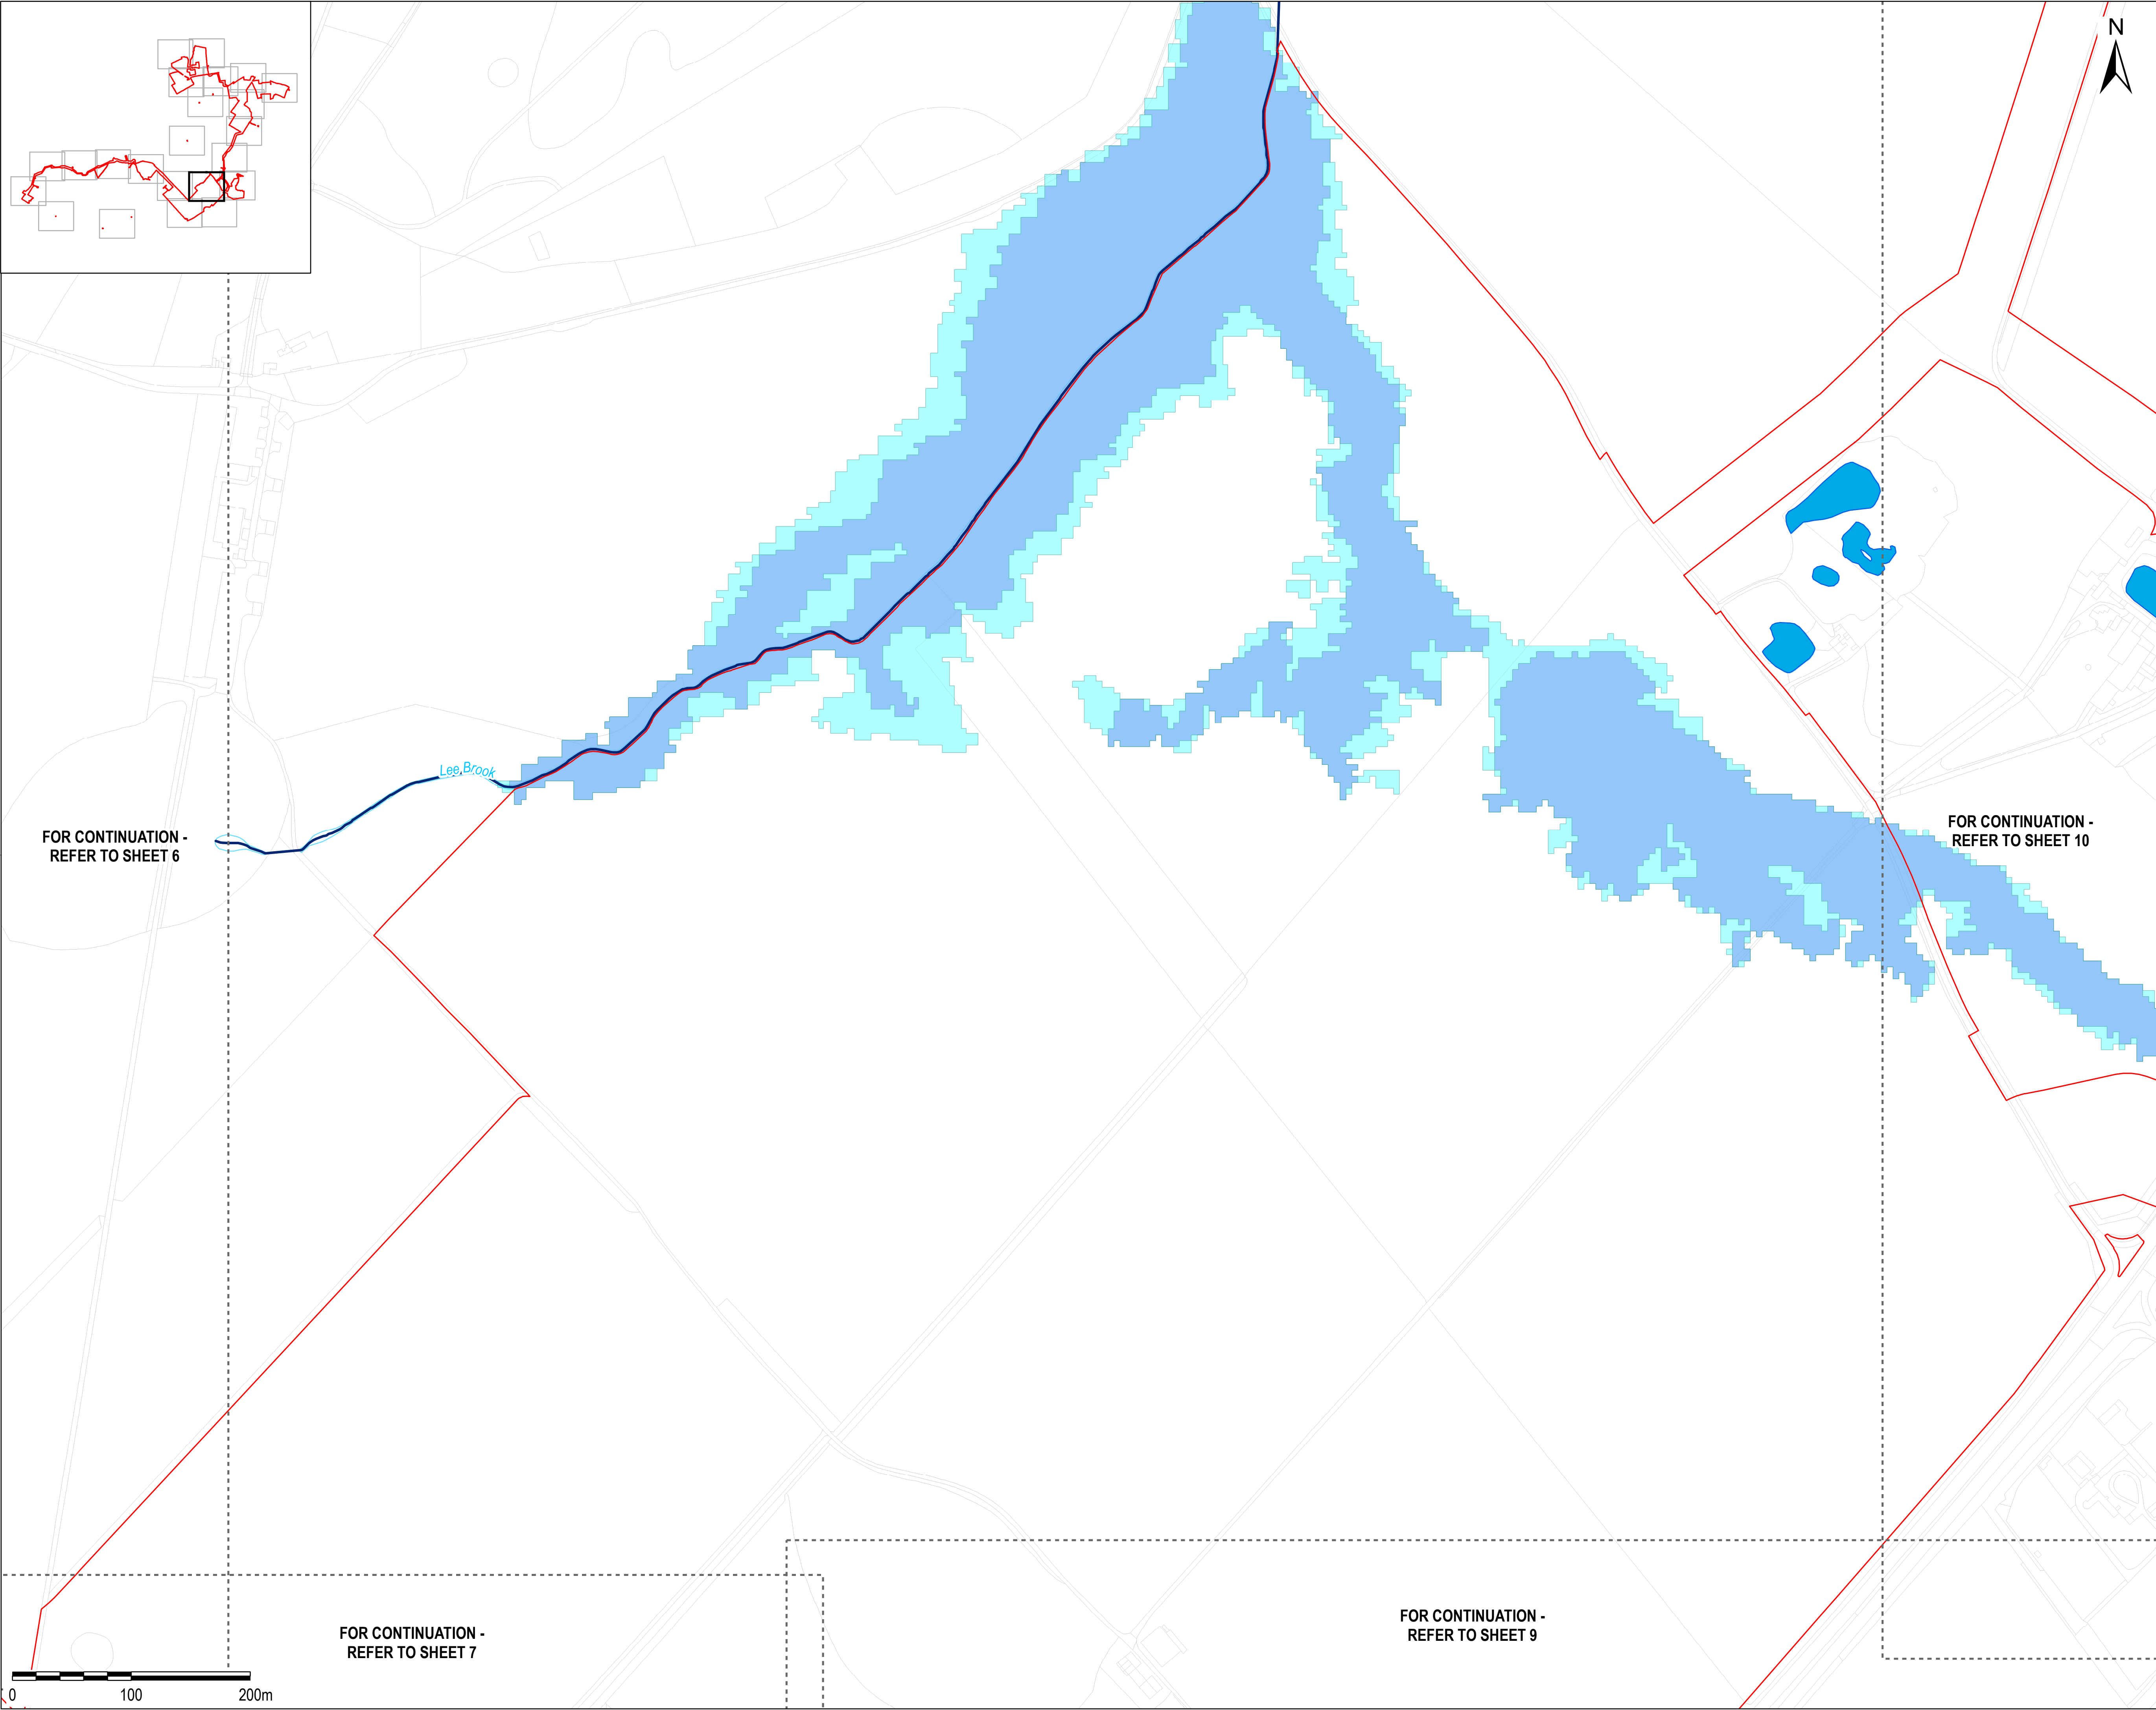 N
Lee Brook
FOR CONTINUATION -
REFER TO SHEET 6
FOR CONTINUATION -
REFER TO SHEET 10
FOR CONTINUATION -
REFER TO SHEET 7
FOR CONTINUATION -
REFER TO SHEET 9
0 100 200m